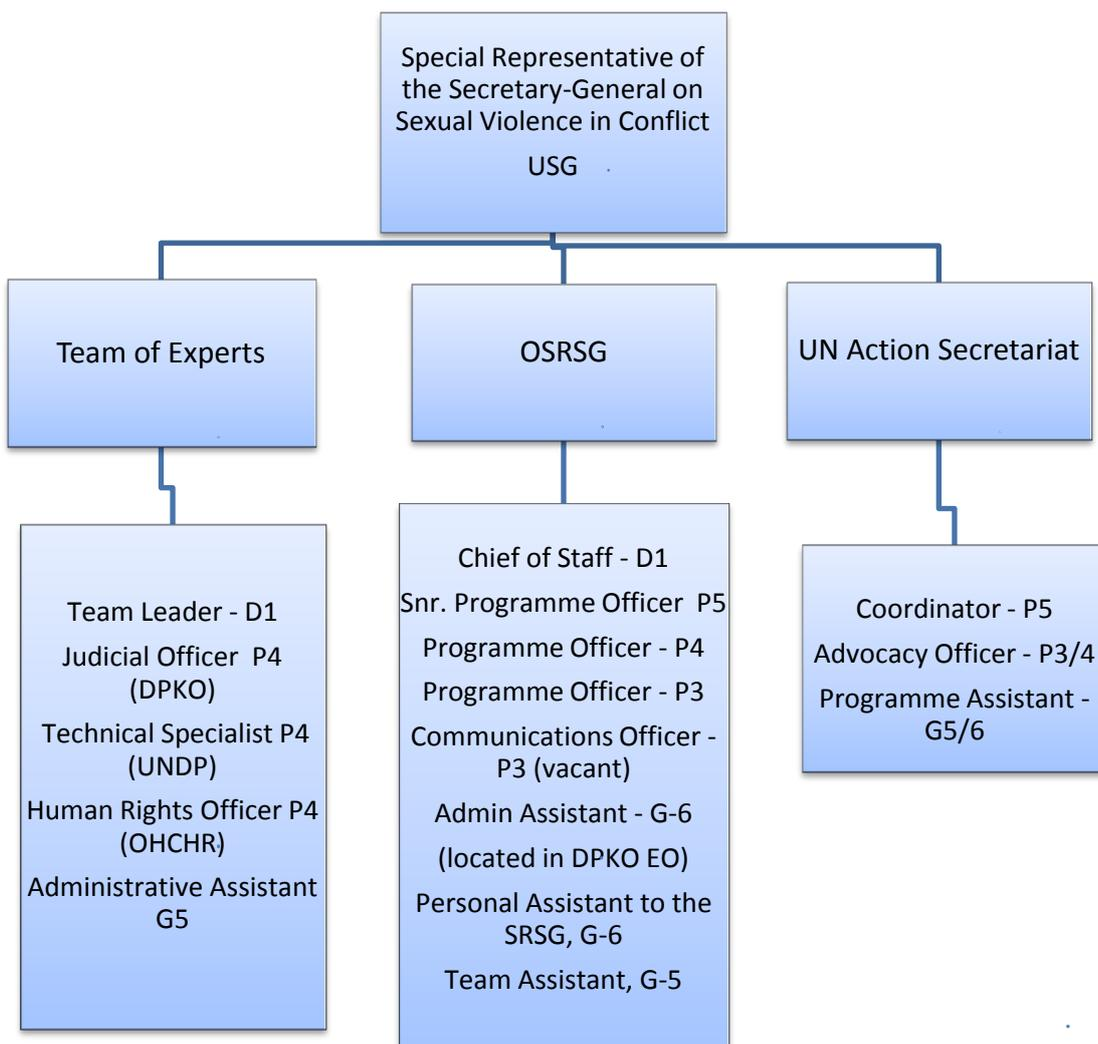 Special Representative of
the Secretary-General on
Sexual Violence in Conflict
USG
Team of Experts
OSRSG
UN Action Secretariat
Team Leader - D1
Judicial Officer P4
(DPKO)
Technical Specialist P4
(UNDP)
Human Rights Officer P4
(OHCHR)
Administrative Assistant
G5
Chief of Staff - D1
Snr. Programme Officer P5
Programme Officer - P4
Programme Officer - P3
Communications Officer -
P3 (vacant)
Admin Assistant - G-6
(located in DPKO EO)
Personal Assistant to the
SRSG, G-6
Team Assistant, G-5
Coordinator - P5
Advocacy Officer - P3/4
Programme Assistant -
G5/6